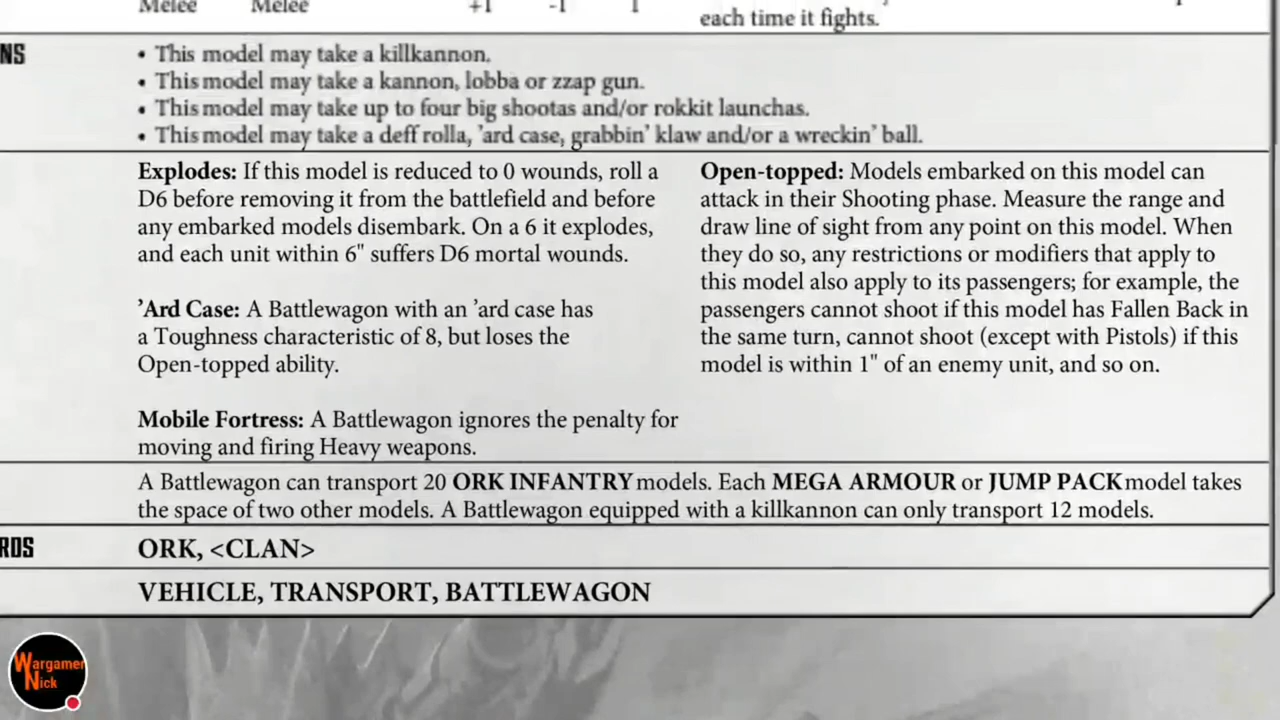 Melee Melee +1 -1 1
each time it fights.
NS
• This model may take a killkannon.
• This model may take a kannon, lobba or zzap gun.
• This model may take up to four big shootas and/or rokkit launchas.
• This model may take a deff rolla, 'ard case, grabbin' klaw and/or a wreckin' ball.
Explodes: If this model is reduced to 0 wounds, roll a
D6 before removing it from the battlefield and before
any embarked models disembark. On a 6 it explodes,
and each unit within 6" suffers D6 mortal wounds.
'Ard Case: A Battlewagon with an 'ard case has
a Toughness characteristic of 8, but loses the
Open-topped ability.
Mobile Fortress: A Battlewagon ignores the penalty for
moving and firing Heavy weapons.
Open-topped: Models embarked on this model can
attack in their Shooting phase. Measure the range and
draw line of sight from any point on this model. When
they do so, any restrictions or modifiers that apply to
this model also apply to its passengers; for example, the
passengers cannot shoot if this model has Fallen Back in
the same turn, cannot shoot (except with Pistols) if this
model is within 1" of an enemy unit, and so on.
A Battlewagon can transport 20 ORK INFANTRY models. Each MEGA ARMOUR or JUMP PACK model takes
the space of two other models. A Battlewagon equipped with a killkannon can only transport 12 models.
RDS
ORK, <CLAN>
VEHICLE, TRANSPORT, BATTLEWAGON
Wargamer
Nick